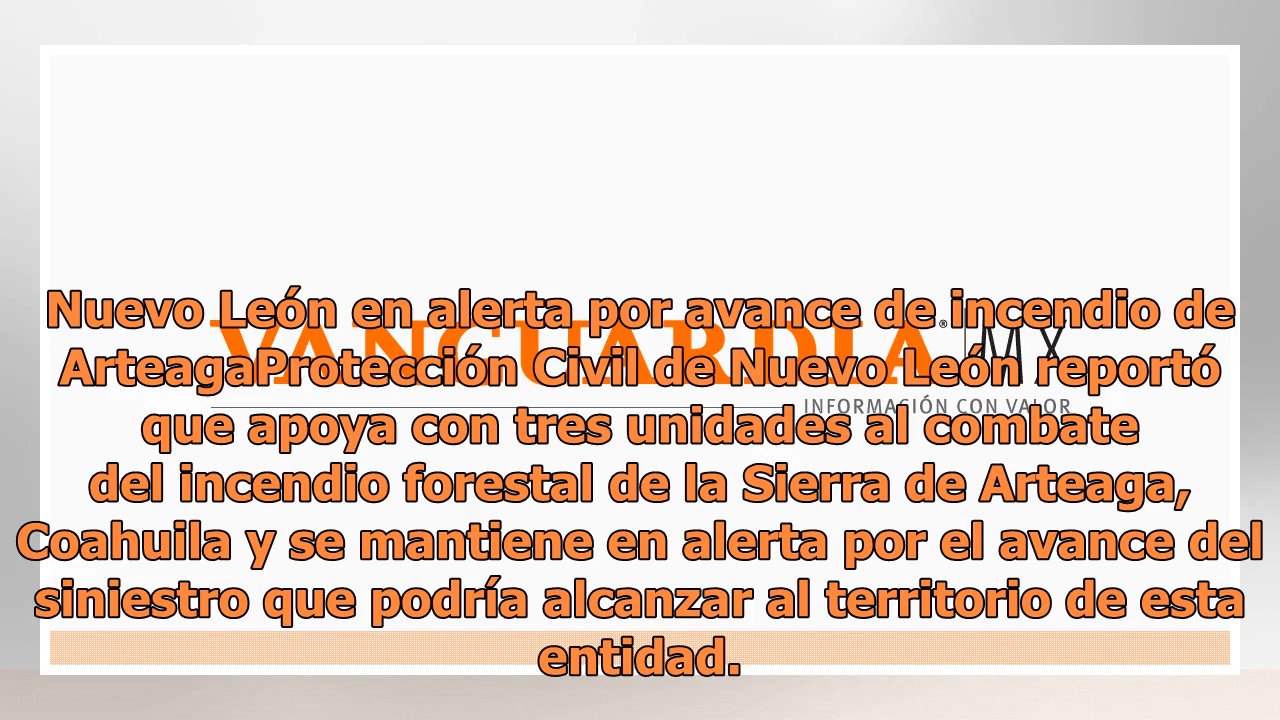 Nuevo León en alerta por avance de incendio de
ArteagaProtección Civil de Nuevo León reportó
que apoya con tres unidades al combate
del incendio forestal de la Sierra de Arteaga,
Coahuila y se mantiene en alerta por el avance del
siniestro que podría alcanzar al territorio de esta
entidad.
VANGUARDIA® MX
INFORMACIÓN CON VALOR